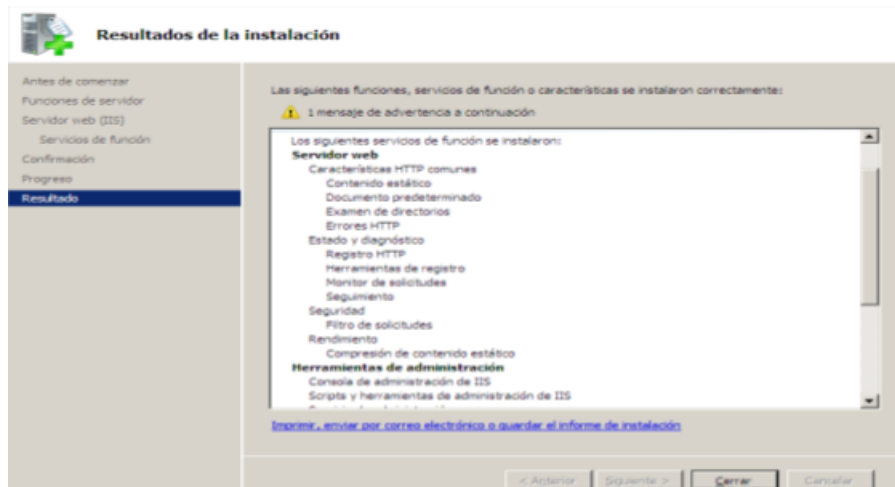 Resultados de la instalación
Antes de comenzar
Funciones de servidor
Servidor web (IIS)
Servicios de función
Confirmación
Progreso
Resultado
Las siguientes funciones, servicios de función o características se instalaron correctamente:
1 mensaje de advertencia a continuación
Los siguientes servicios de función se instalaron:
Servidor web
Características HTTP comunes
Contenido estático
Documento predeterminado
Examen de directorios
Errores HTTP
Estado y diagnóstico
Registro HTTP
Herramientas de registro
Monitor de solicitudes
Seguimiento
Seguridad
Filtro de solicitudes
Rendimiento
Compresión de contenido estático
Herramientas de administración
Consola de administración de IIS
Scripts y herramientas de administración de IIS
Imprimir, enviar por correo electrónico o guardar el informe de instalación
< Anterior
Siguiente >
Cerrar
Cancelar